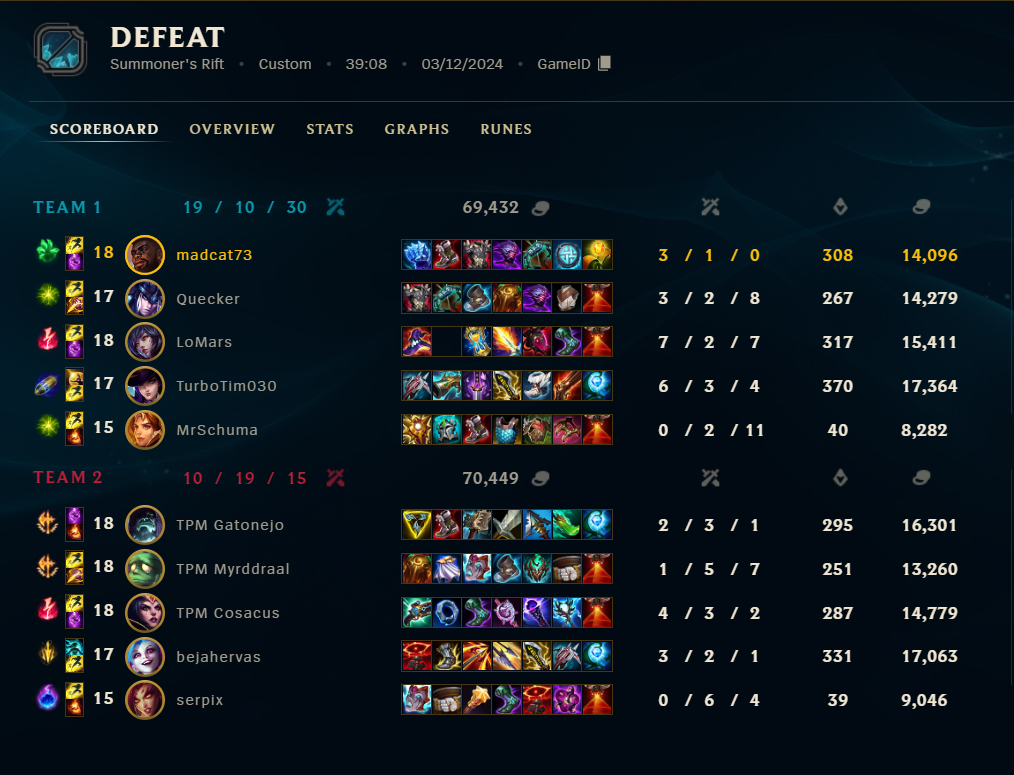 DEFEAT
Summoner's Rift • Custom • 39:08 • 03/12/2024 • GameID
SCOREBOARD OVERVIEW STATS GRAPHS RUNES
TEAM 1 19 / 10 / 30 69,432
18 madcat73 3 / 1 / 0 308 14,096
17 Quecker 3 / 2 / 8 267 14,279
18 LoMars 7 / 2 / 7 317 15,411
17 TurboTim030 6 / 3 / 4 370 17,364
15 MrSchuma 0 / 2 / 11 40 8,282
TEAM 2 10 / 19 / 15 70,449
18 TPM Gatonejo 2 / 3 / 1 295 16,301
18 TPM Myrddraal 1 / 5 / 7 251 13,260
18 TPM Cosacus 4 / 3 / 2 287 14,779
17 bejahervas 3 / 2 / 1 331 17,063
15 serpix 0 / 6 / 4 39 9,046